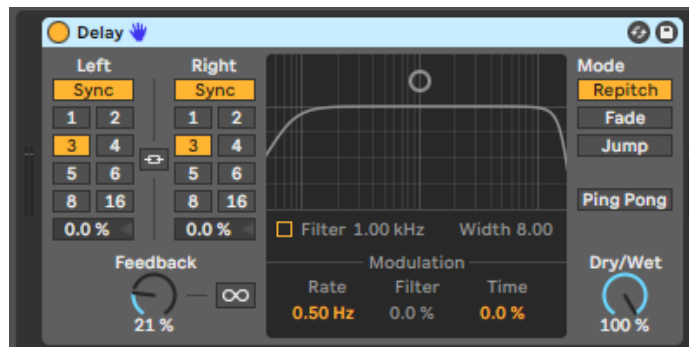 Delay
Left
Right
Mode
Sync
Sync
Repitch
1 2
1 2
Fade
3 4
3 4
Jump
5 6
5 6
8 16
8 16
Ping Pong
0.0 %
0.0 %
Filter 1.00 kHz Width 8.00
Feedback
Modulation
Dry/Wet
Rate Filter Time
∞
0.50 Hz 0.0 % 0.0 %
21 %
100 %